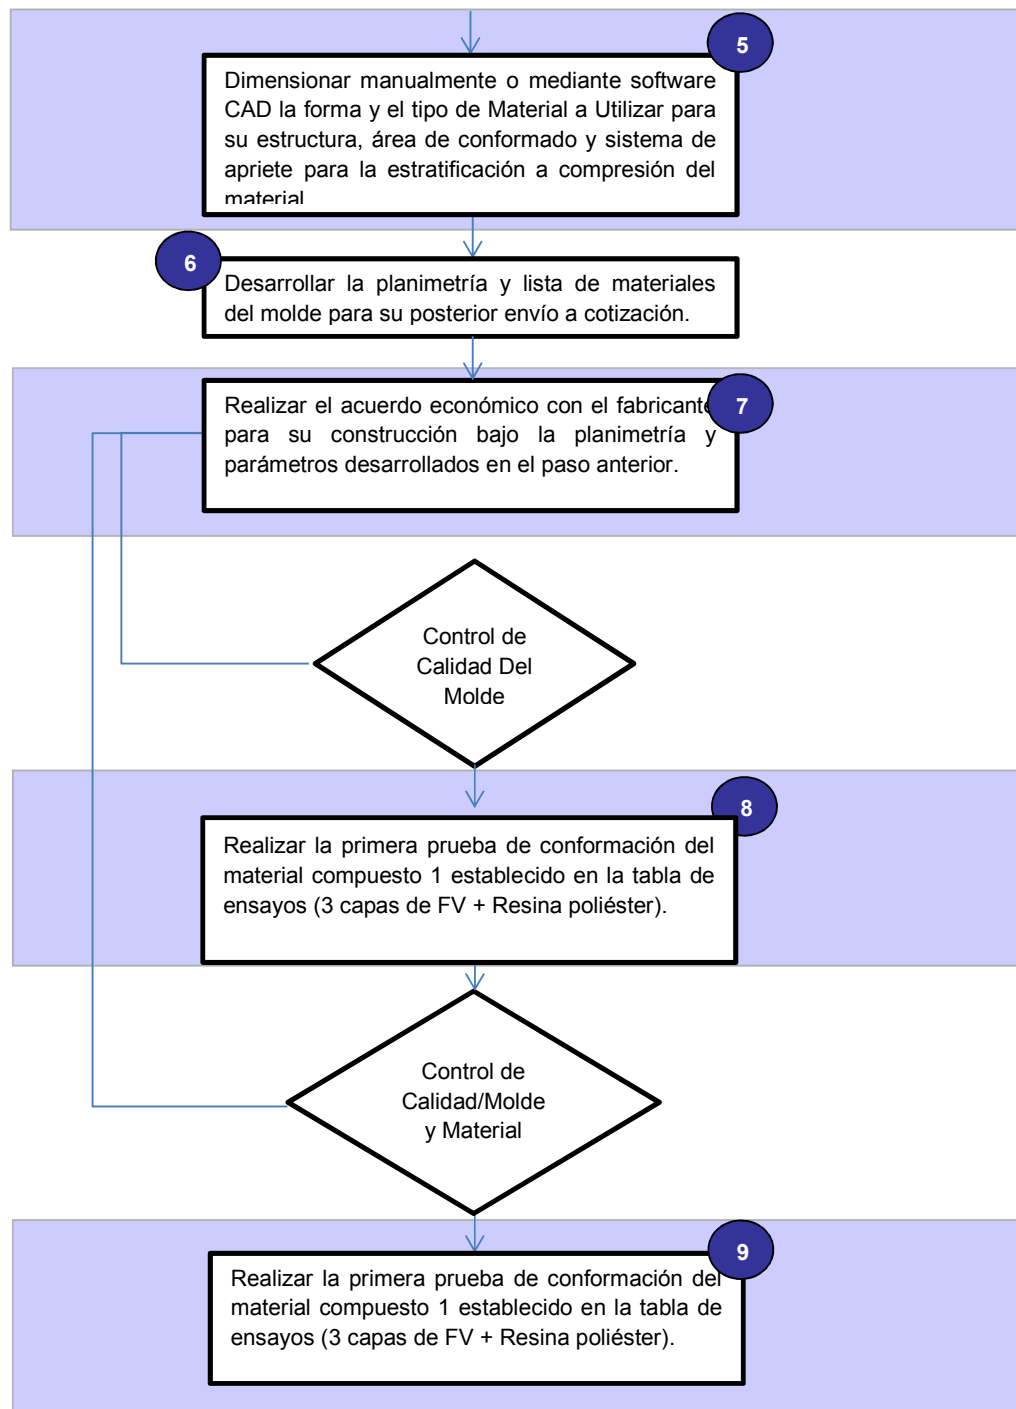 5
Dimensionar manualmente o mediante software
CAD la forma y el tipo de Material a Utilizar para
su estructura, área de conformado y sistema de
apriete para la estratificación a compresión del
material
6
Desarrollar la planimetría y lista de materiales
del molde para su posterior envío a cotización.
7
Realizar el acuerdo económico con el fabricante
para su construcción bajo la planimetría y
parámetros desarrollados en el paso anterior.
Control de
Calidad Del
Molde
8
Realizar la primera prueba de conformación del
material compuesto 1 establecido en la tabla de
ensayos (3 capas de FV + Resina poliéster).
Control de
Calidad/Molde
y Material
9
Realizar la primera prueba de conformación del
material compuesto 1 establecido en la tabla de
ensayos (3 capas de FV + Resina poliéster).